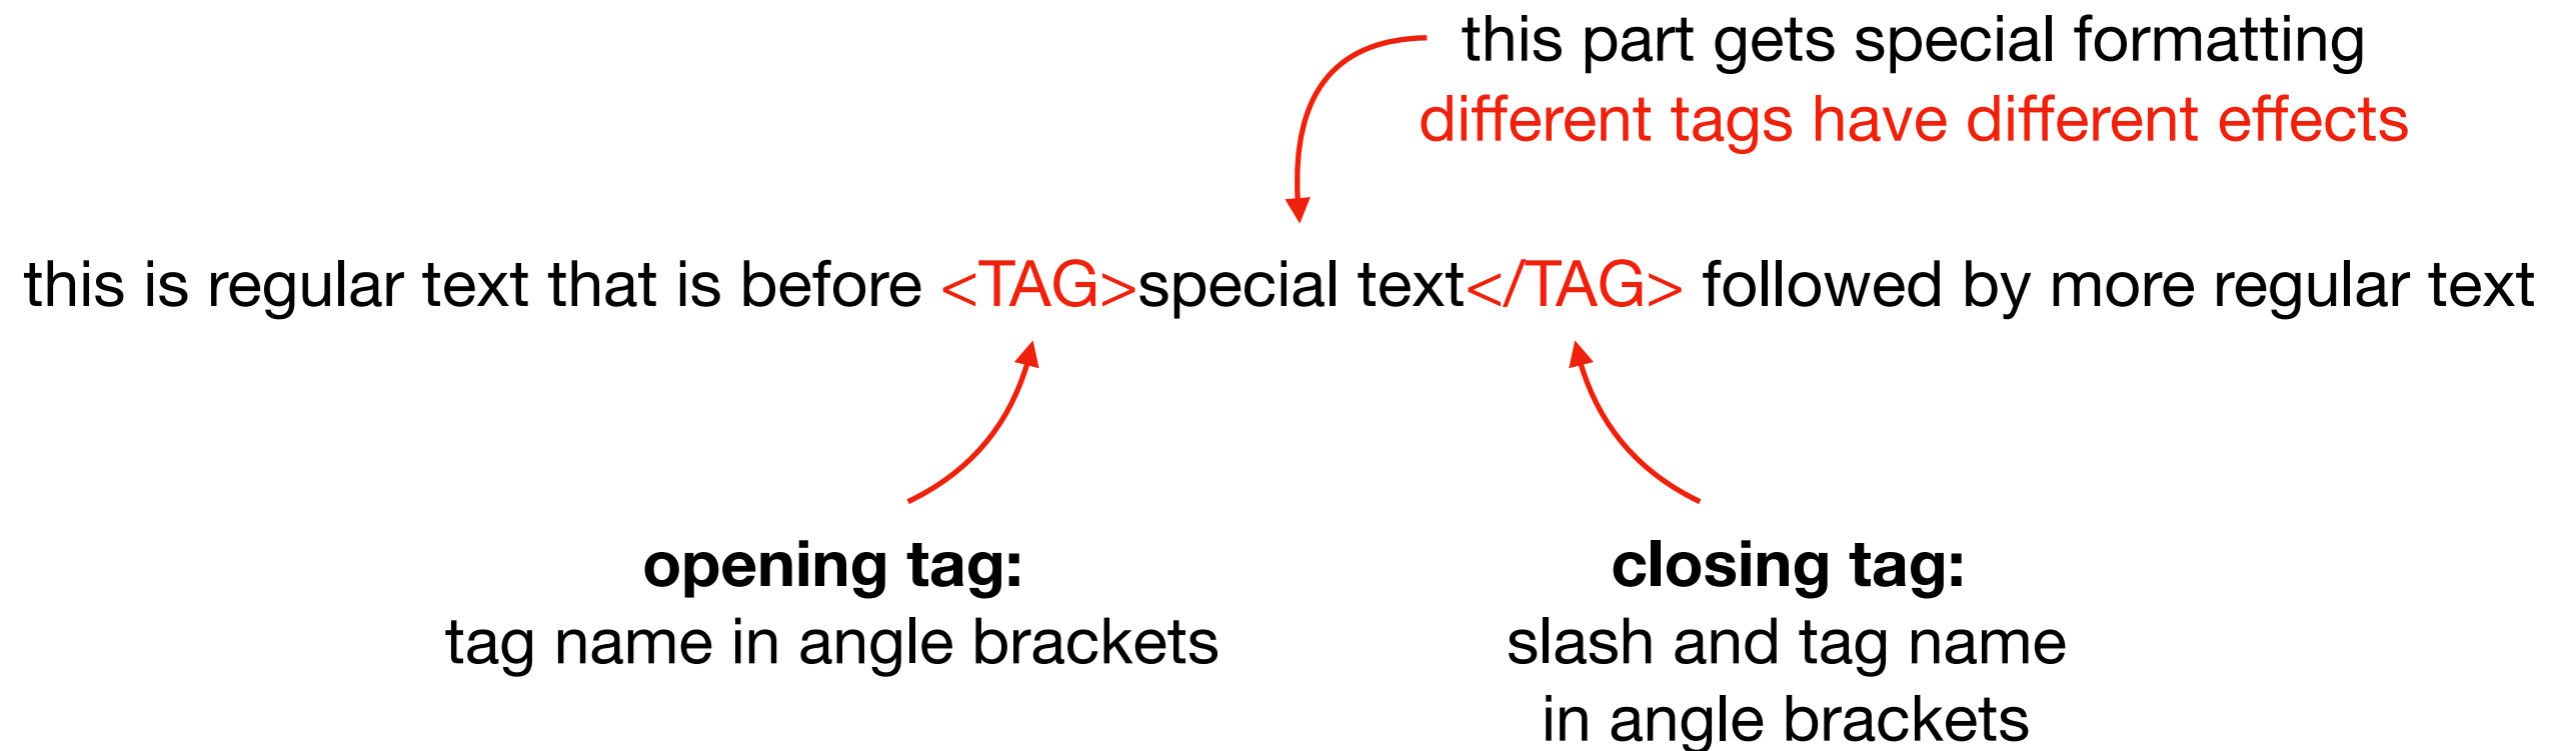 this part gets special formatting
different tags have different effects
this is regular text that is before <TAG>special text</TAG> followed by more regular text
opening tag:
tag name in angle brackets
closing tag:
slash and tag name
in angle brackets